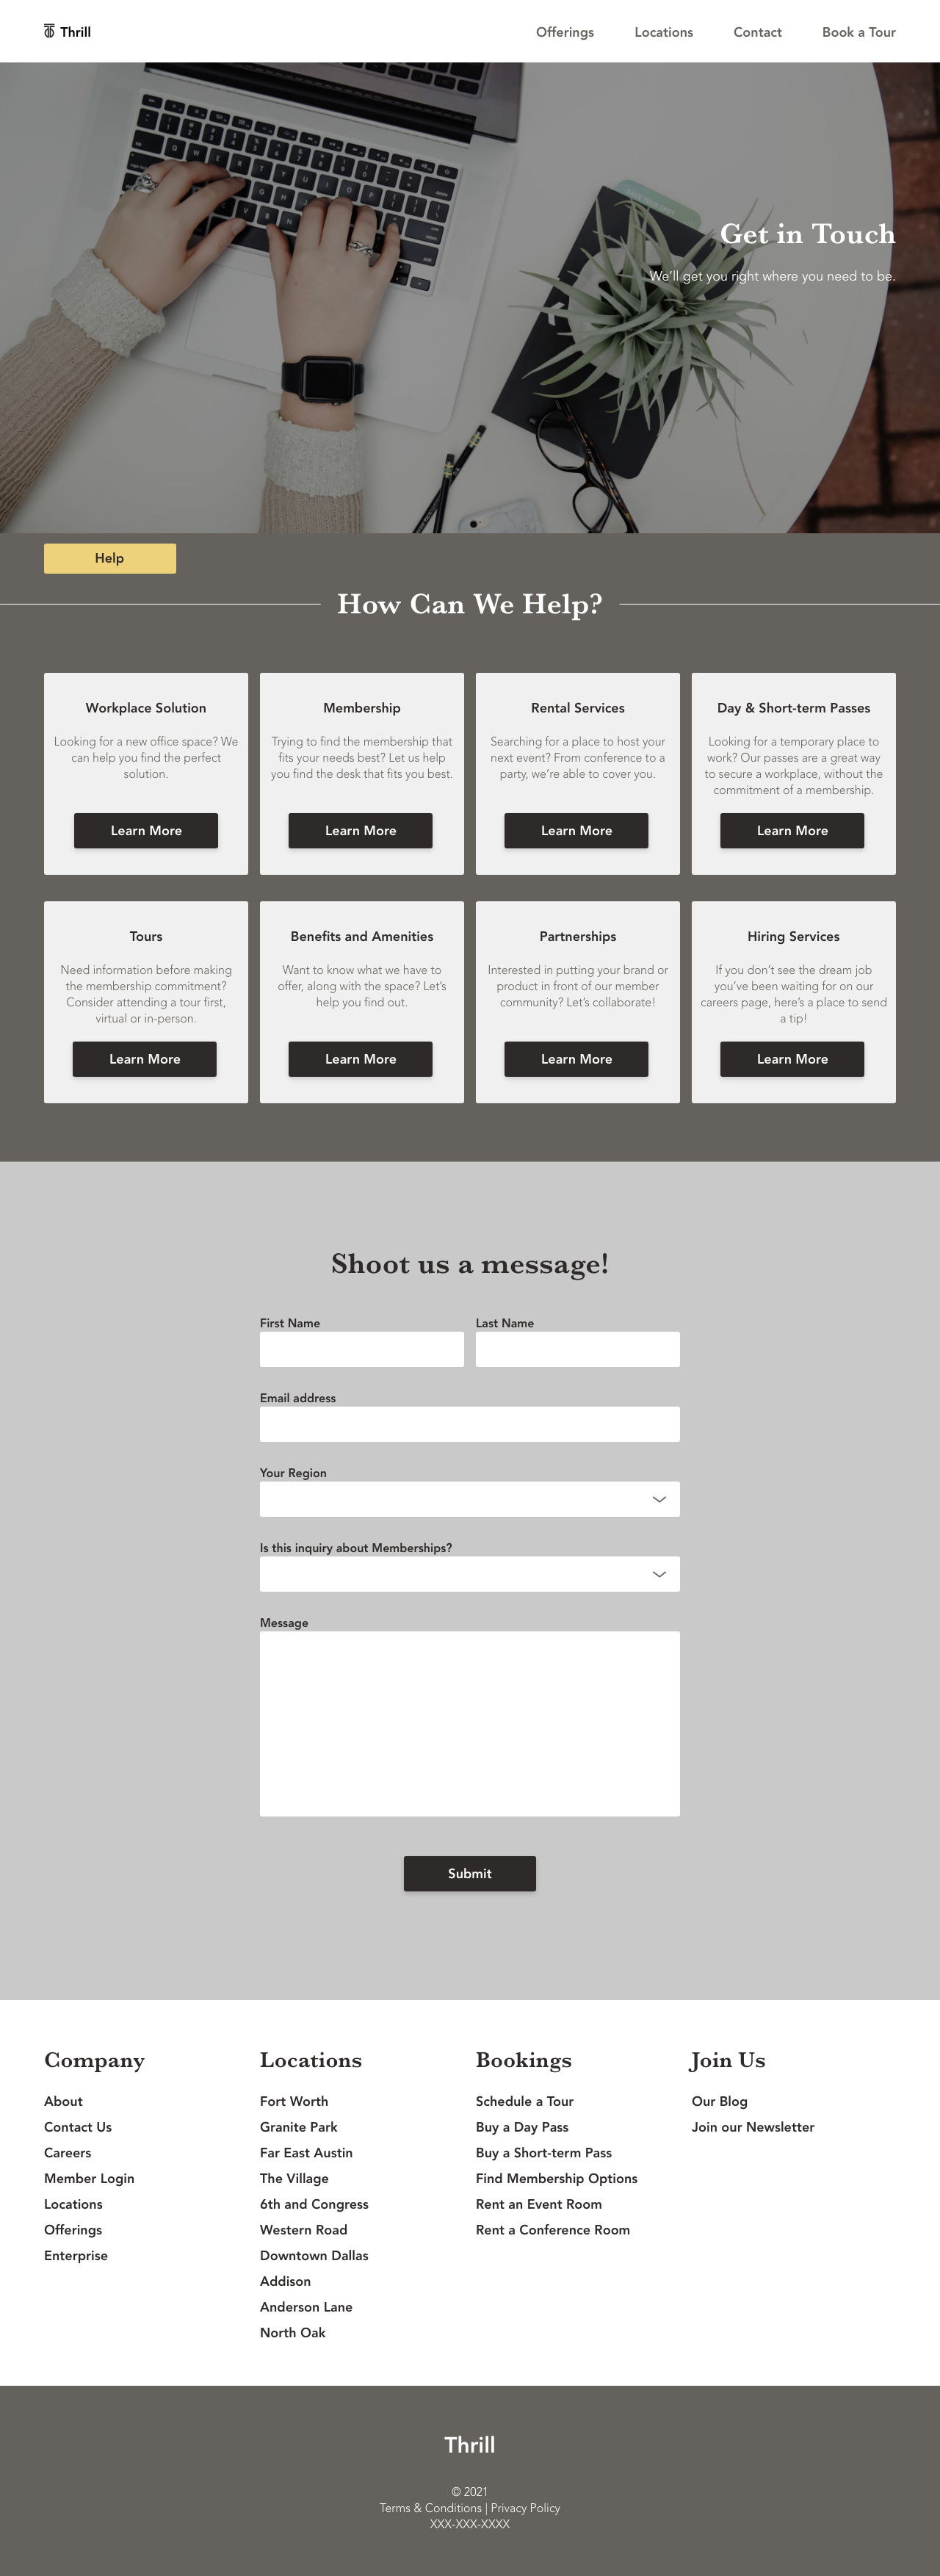 Thrill
Offerings
Locations
Contact
Book a Tour
Get in Touch
We'll get you right where you need to be.
Help
How Can We Help?
Workplace Solution
Looking for a new office space? We
can help you find the perfect
solution.
Learn More
Membership
Trying to find the membership that
fits your needs best? Let us help
you find the desk that fits you best.
Learn More
Rental Services
Searching for a place to host your
next event? From conference to a
party, we're able to cover you.
Learn More
Day & Short-term Passes
Looking for a temporary place to
work? Our passes are a great way
to secure a workplace, without the
commitment of a membership.
Learn More
Tours
Need information before making
the membership commitment?
Consider attending a tour first,
virtual or in-person.
Learn More
Benefits and Amenities
Want to know what we have to
offer, along with the space? Let's
help you find out.
Learn More
Partnerships
Interested in putting your brand or
product in front of our member
community? Let's collaborate!
Learn More
Hiring Services
If you don't see the dream job
you've been waiting for on our
careers page, here's a place to send
a tip!
Learn More
Shoot us a message!
First Name
Last Name
Email address
Your Region
Is this inquiry about Memberships?
Message
Submit
Company
About
Contact Us
Careers
Member Login
Locations
Offerings
Enterprise
Locations
Fort Worth
Granite Park
Far East Austin
The Village
6th and Congress
Western Road
Downtown Dallas
Addison
Anderson Lane
North Oak
Bookings
Schedule a Tour
Buy a Day Pass
Buy a Short-term Pass
Find Membership Options
Rent an Event Room
Rent a Conference Room
Join Us
Our Blog
Join our Newsletter
Thrill
© 2021
Terms & Conditions | Privacy Policy
XXX-XXX-XXXX